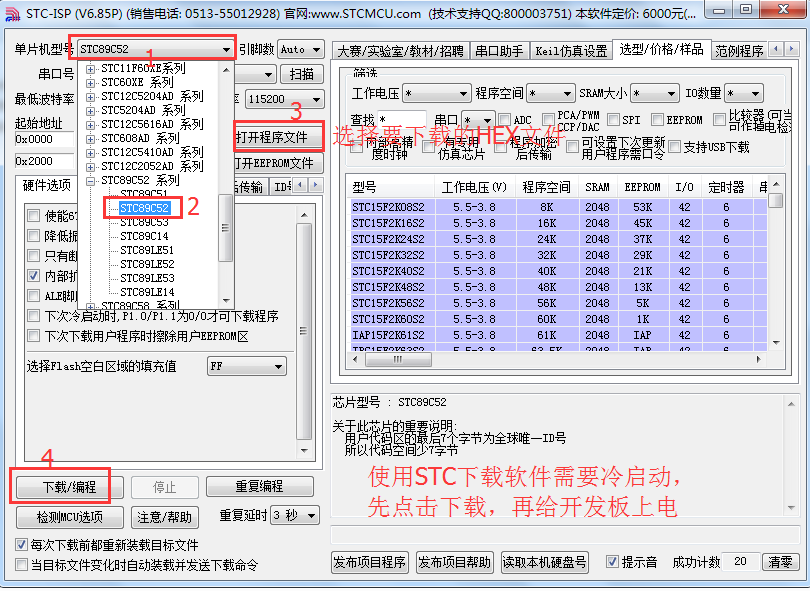 STC-ISP (V6.85P) (销售电话: 0513-55012928) 官网:www.STCMCU.com (技术支持QQ:800003751) 本软件定价: 6000元(...
单片机型号 STC89C52 引脚数 Auto
1
串口号 扫描
最低波特率 115200
起始地址
0x0000 打开程序文件
3
选择要下载的HEX文件
0x2000 打开EEPROM文件
STC11F60XE系列
STC60XE 系列
STC12C5204AD 系列
STC5204AD 系列
STC12C5616AD 系列
STC608AD 系列
STC12C5410AD 系列
STC12C2052AD 系列
STC89C52 系列
STC89C51
STC89C52
2
STC89C53
STC89C14
STC89LE51
STC89LE52
STC89LE53
STC89LE14
STC89C58 系列
硬件选项
传输 ID
使能6
降低振
只有断
内部扩
ALE脚
下次冷启动时,P1.0/P1.1为0/0才可下载程序
下次下载用户程序时擦除用户EEPROM区
选择Flash空白区域的填充值 FF
4
下载/编程 停止 重复编程
检测MCU选项 注意/帮助 重复延时 3 秒
每次下载前都重新装载目标文件
当目标文件变化时自动装载并发送下载命令
大赛/实验室/教材/招聘 串口助手 Keil仿真设置 选型/价格/样品 范例程序
筛选
工作电压 * 程序空间 * SRAM大小 * IO数量 *
查找 * 串口 * ADC PCA/PWM CCP/DAC SPI EEPROM 比较器(可当
可作掉电检
内部高精度时钟 有专用仿真芯片 程序加密后传输 可设置下次更新用户程序需口令 支持USB下载
型号 工作电压(V) 程序空间 SRAM EEPROM I/O 定时器 串
STC15F2K08S2 5.5-3.8 8K 2048 53K 42 6
STC15F2K16S2 5.5-3.8 16K 2048 45K 42 6
STC15F2K24S2 5.5-3.8 24K 2048 37K 42 6
STC15F2K32S2 5.5-3.8 32K 2048 29K 42 6
STC15F2K40S2 5.5-3.8 40K 2048 21K 42 6
STC15F2K48S2 5.5-3.8 48K 2048 13K 42 6
STC15F2K56S2 5.5-3.8 56K 2048 5K 42 6
STC15F2K60S2 5.5-3.8 60K 2048 1K 42 6
IAP15F2K61S2 5.5-3.8 61K 2048 IAP 42 6
芯片型号 : STC89C52
关于此芯片的重要说明:
用户代码区的最后7个字节为全球唯一ID号
所以代码空间少7字节
使用STC下载软件需要冷启动，
先点击下载，再给开发板上电
发布项目程序 发布项目帮助 读取本机硬盘号 提示音 成功计数 20 清零